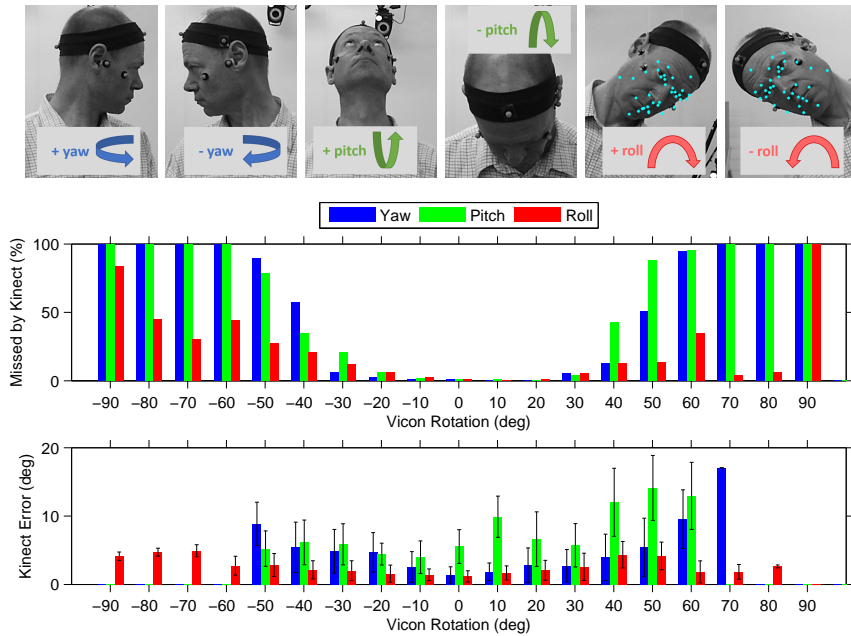 + yaw
- yaw
+ pitch
- pitch
+ roll
- roll
Yaw Pitch Roll
Missed by Kinect (%)
100
50
0
−90 −80 −70 −60 −50 −40 −30 −20 −10 0 10 20 30 40 50 60 70 80 90
Vicon Rotation (deg)
Kinect Error (deg)
20
10
0
−90 −80 −70 −60 −50 −40 −30 −20 −10 0 10 20 30 40 50 60 70 80 90
Vicon Rotation (deg)